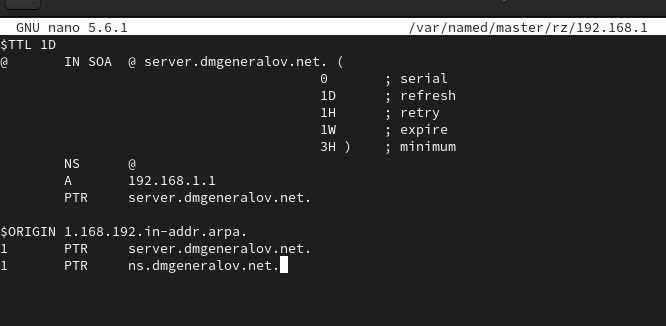 GNU nano 5.6.1 /var/named/master/rz/192.168.1
$TTL 1D
@ IN SOA @ server.dmgeneralov.net. (
0 ; serial
1D ; refresh
1H ; retry
1W ; expire
3H ) ; minimum
NS @
A 192.168.1.1
PTR server.dmgeneralov.net.
$ORIGIN 1.168.192.in-addr.arpa.
1 PTR server.dmgeneralov.net.
1 PTR ns.dmgeneralov.net.